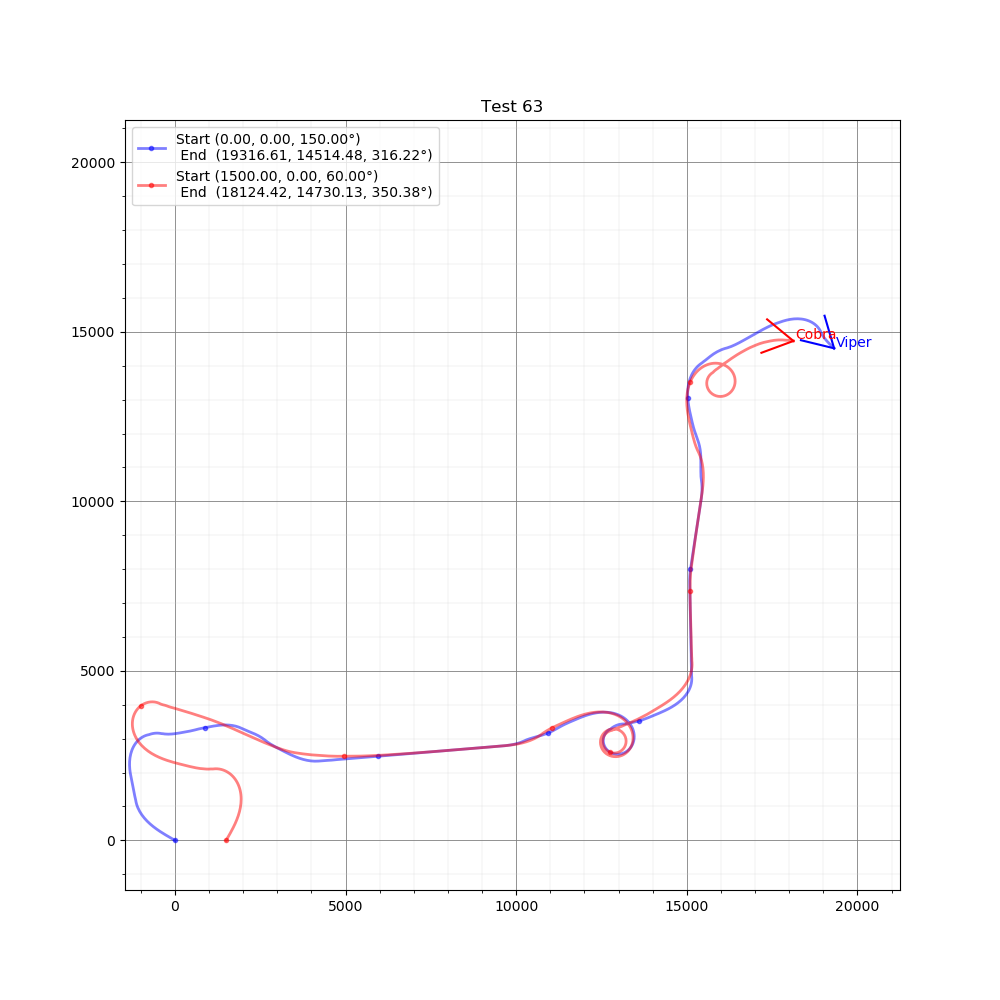 Test 63
Start (0.00, 0.00, 150.00°)
End (19316.61, 14514.48, 316.22°)
Start (1500.00, 0.00, 60.00°)
End (18124.42, 14730.13, 350.38°)
20000
15000
10000
5000
0
Cobra
Viper
0
5000
10000
15000
20000